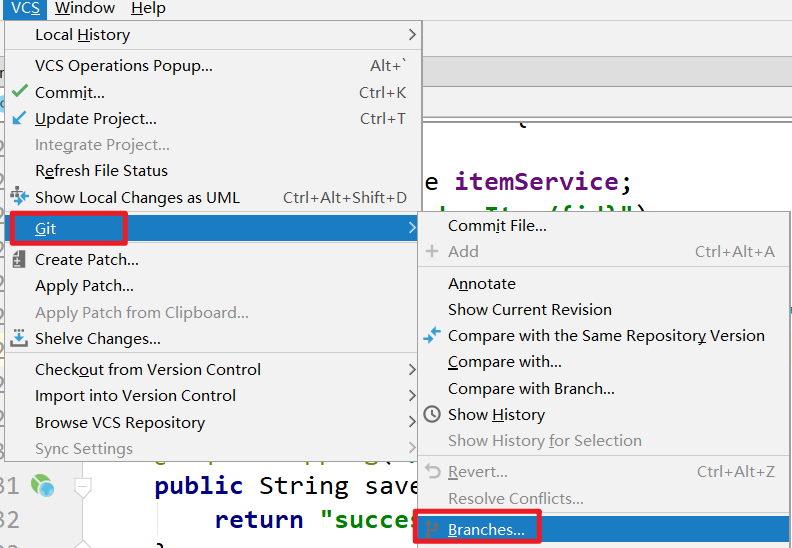 VCS Window Help
Local History
VCS Operations Popup... Alt+`
Commit... Ctrl+K
Update Project... Ctrl+T
Integrate Project...
Refresh File Status
Show Local Changes as UML Ctrl+Alt+Shift+D
Git
Create Patch...
Apply Patch...
Apply Patch from Clipboard...
Shelve Changes...
Checkout from Version Control
Import into Version Control
Browse VCS Repository
Sync Settings
Commit File...
Add Ctrl+Alt+A
Annotate
Show Current Revision
Compare with the Same Repository Version
Compare with...
Compare with Branch...
Show History
Show History for Selection
Revert... Ctrl+Alt+Z
Resolve Conflicts...
Branches...
{
e itemService;
31 public String save
32 return "succes
}